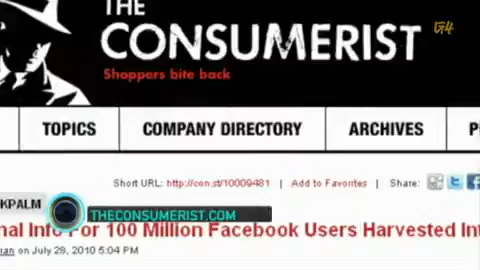 THE
CONSUMERIST
Shoppers bite back
G4
TOPICS
COMPANY DIRECTORY
ARCHIVES
Short URL: http://con.st/10009481 | Add to Favorites | Share:
KPALM
THECONSUMERIST.COM
nal Info For 100 Million Facebook Users Harvested
on July 28, 2010 5:04 PM